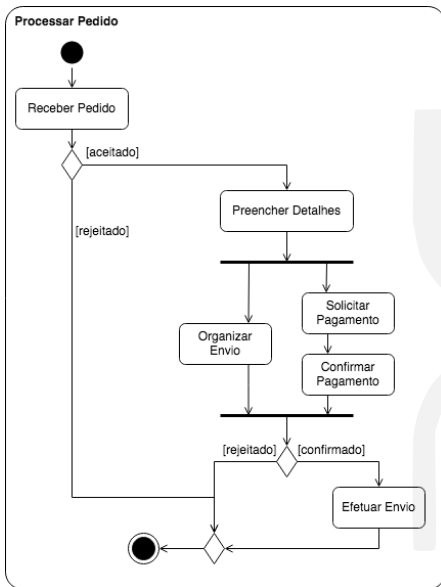 Processar Pedido
Receber Pedido
[aceitado]
Preencher Detalhes
[rejeitado]
Solicitar
Pagamento
Organizar
Envio
Confirmar
Pagamento
[rejeitado]
[confirmado]
Efetuar Envio